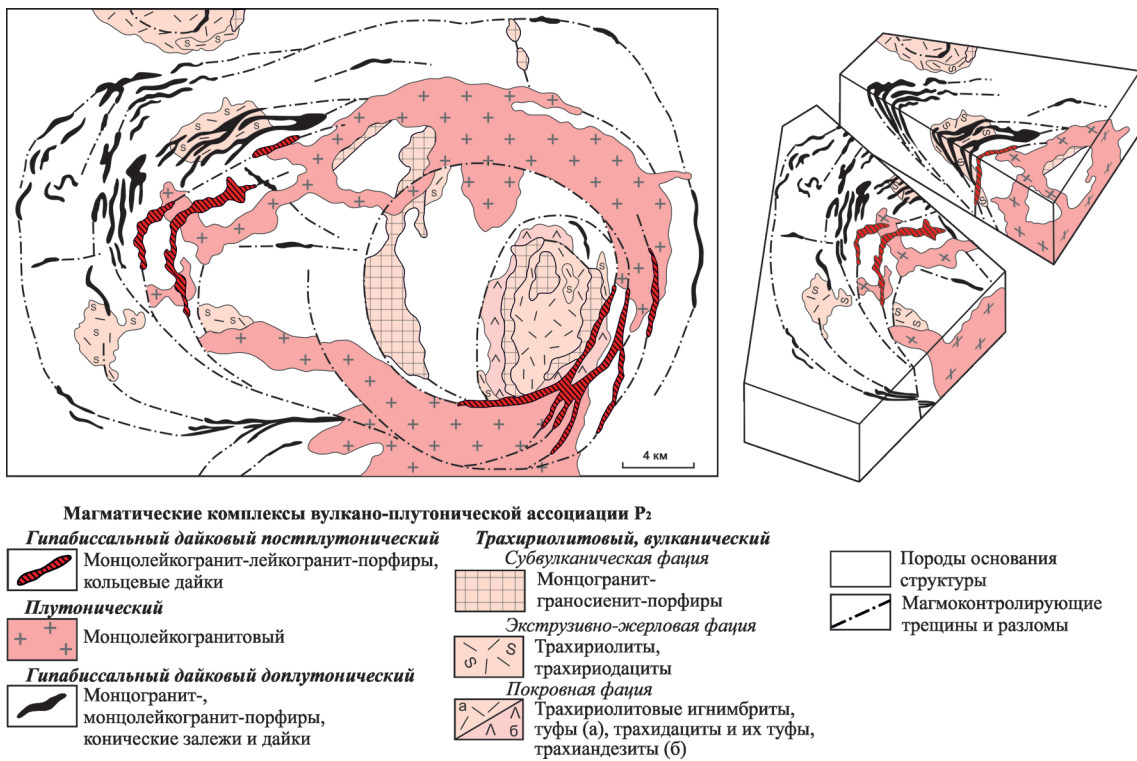 4 км
Магматические комплексы вулкано-плутонической ассоциации P₂
Гипабиссальный дайковый постплутонический
Монцолейкогранит-лейкогранит-порфиры,
кольцевые дайки
Плутонический
Монцолейкогранитовый
Гипабиссальный дайковый доплутонический
Монцогранит-,
монцолейкогранит-порфиры,
конические залежи и дайки
Трахириолитовый, вулканический
Субвулканическая фация
Монцогранит-
граносиенит-порфиры
Экструзивно-жерловая фация
S
S
Трахириолиты,
трахириодациты
Покровная фация
а
б
Трахириолитовые игнимбриты,
туфы (а), трахидациты и их туфы,
трахиандезиты (б)
Породы основания
структуры
Магмоконтролирующие
трещины и разломы